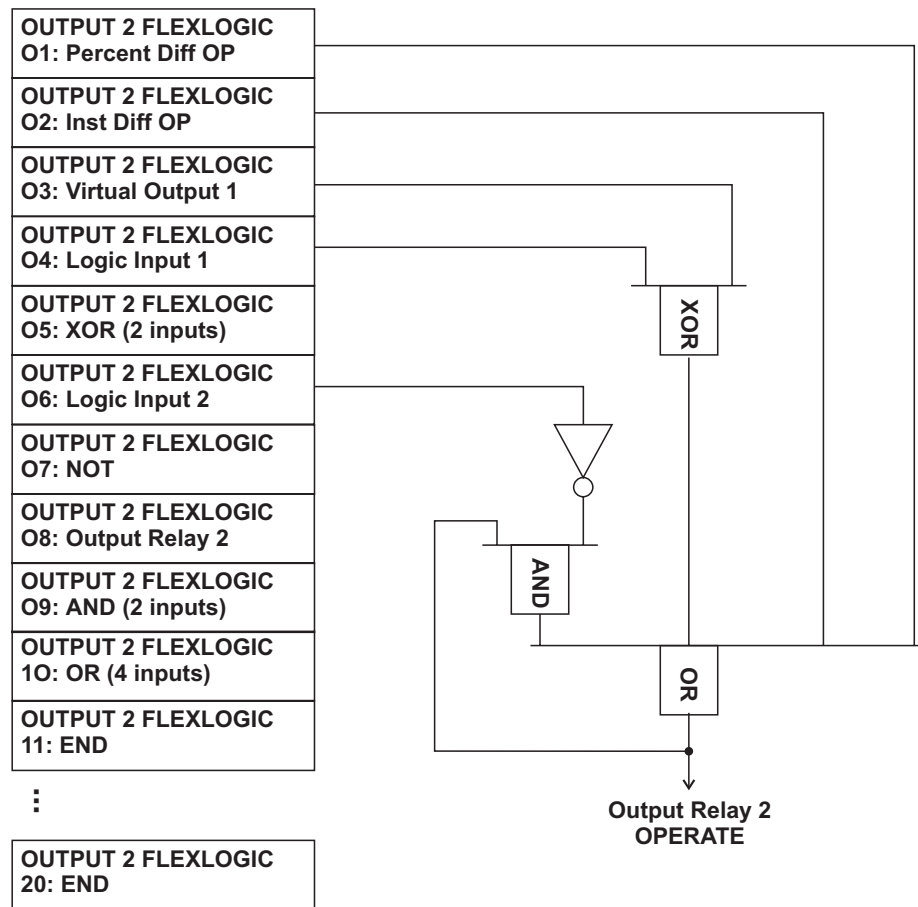 OUTPUT 2 FLEXLOGIC
O1: Percent Diff OP
OUTPUT 2 FLEXLOGIC
O2: Inst Diff OP
OUTPUT 2 FLEXLOGIC
O3: Virtual Output 1
OUTPUT 2 FLEXLOGIC
O4: Logic Input 1
OUTPUT 2 FLEXLOGIC
O5: XOR (2 inputs)
OUTPUT 2 FLEXLOGIC
O6: Logic Input 2
OUTPUT 2 FLEXLOGIC
O7: NOT
OUTPUT 2 FLEXLOGIC
O8: Output Relay 2
OUTPUT 2 FLEXLOGIC
O9: AND (2 inputs)
OUTPUT 2 FLEXLOGIC
1O: OR (4 inputs)
OUTPUT 2 FLEXLOGIC
11: END
⋮
OUTPUT 2 FLEXLOGIC
20: END
XOR
AND
OR
Output Relay 2
OPERATE